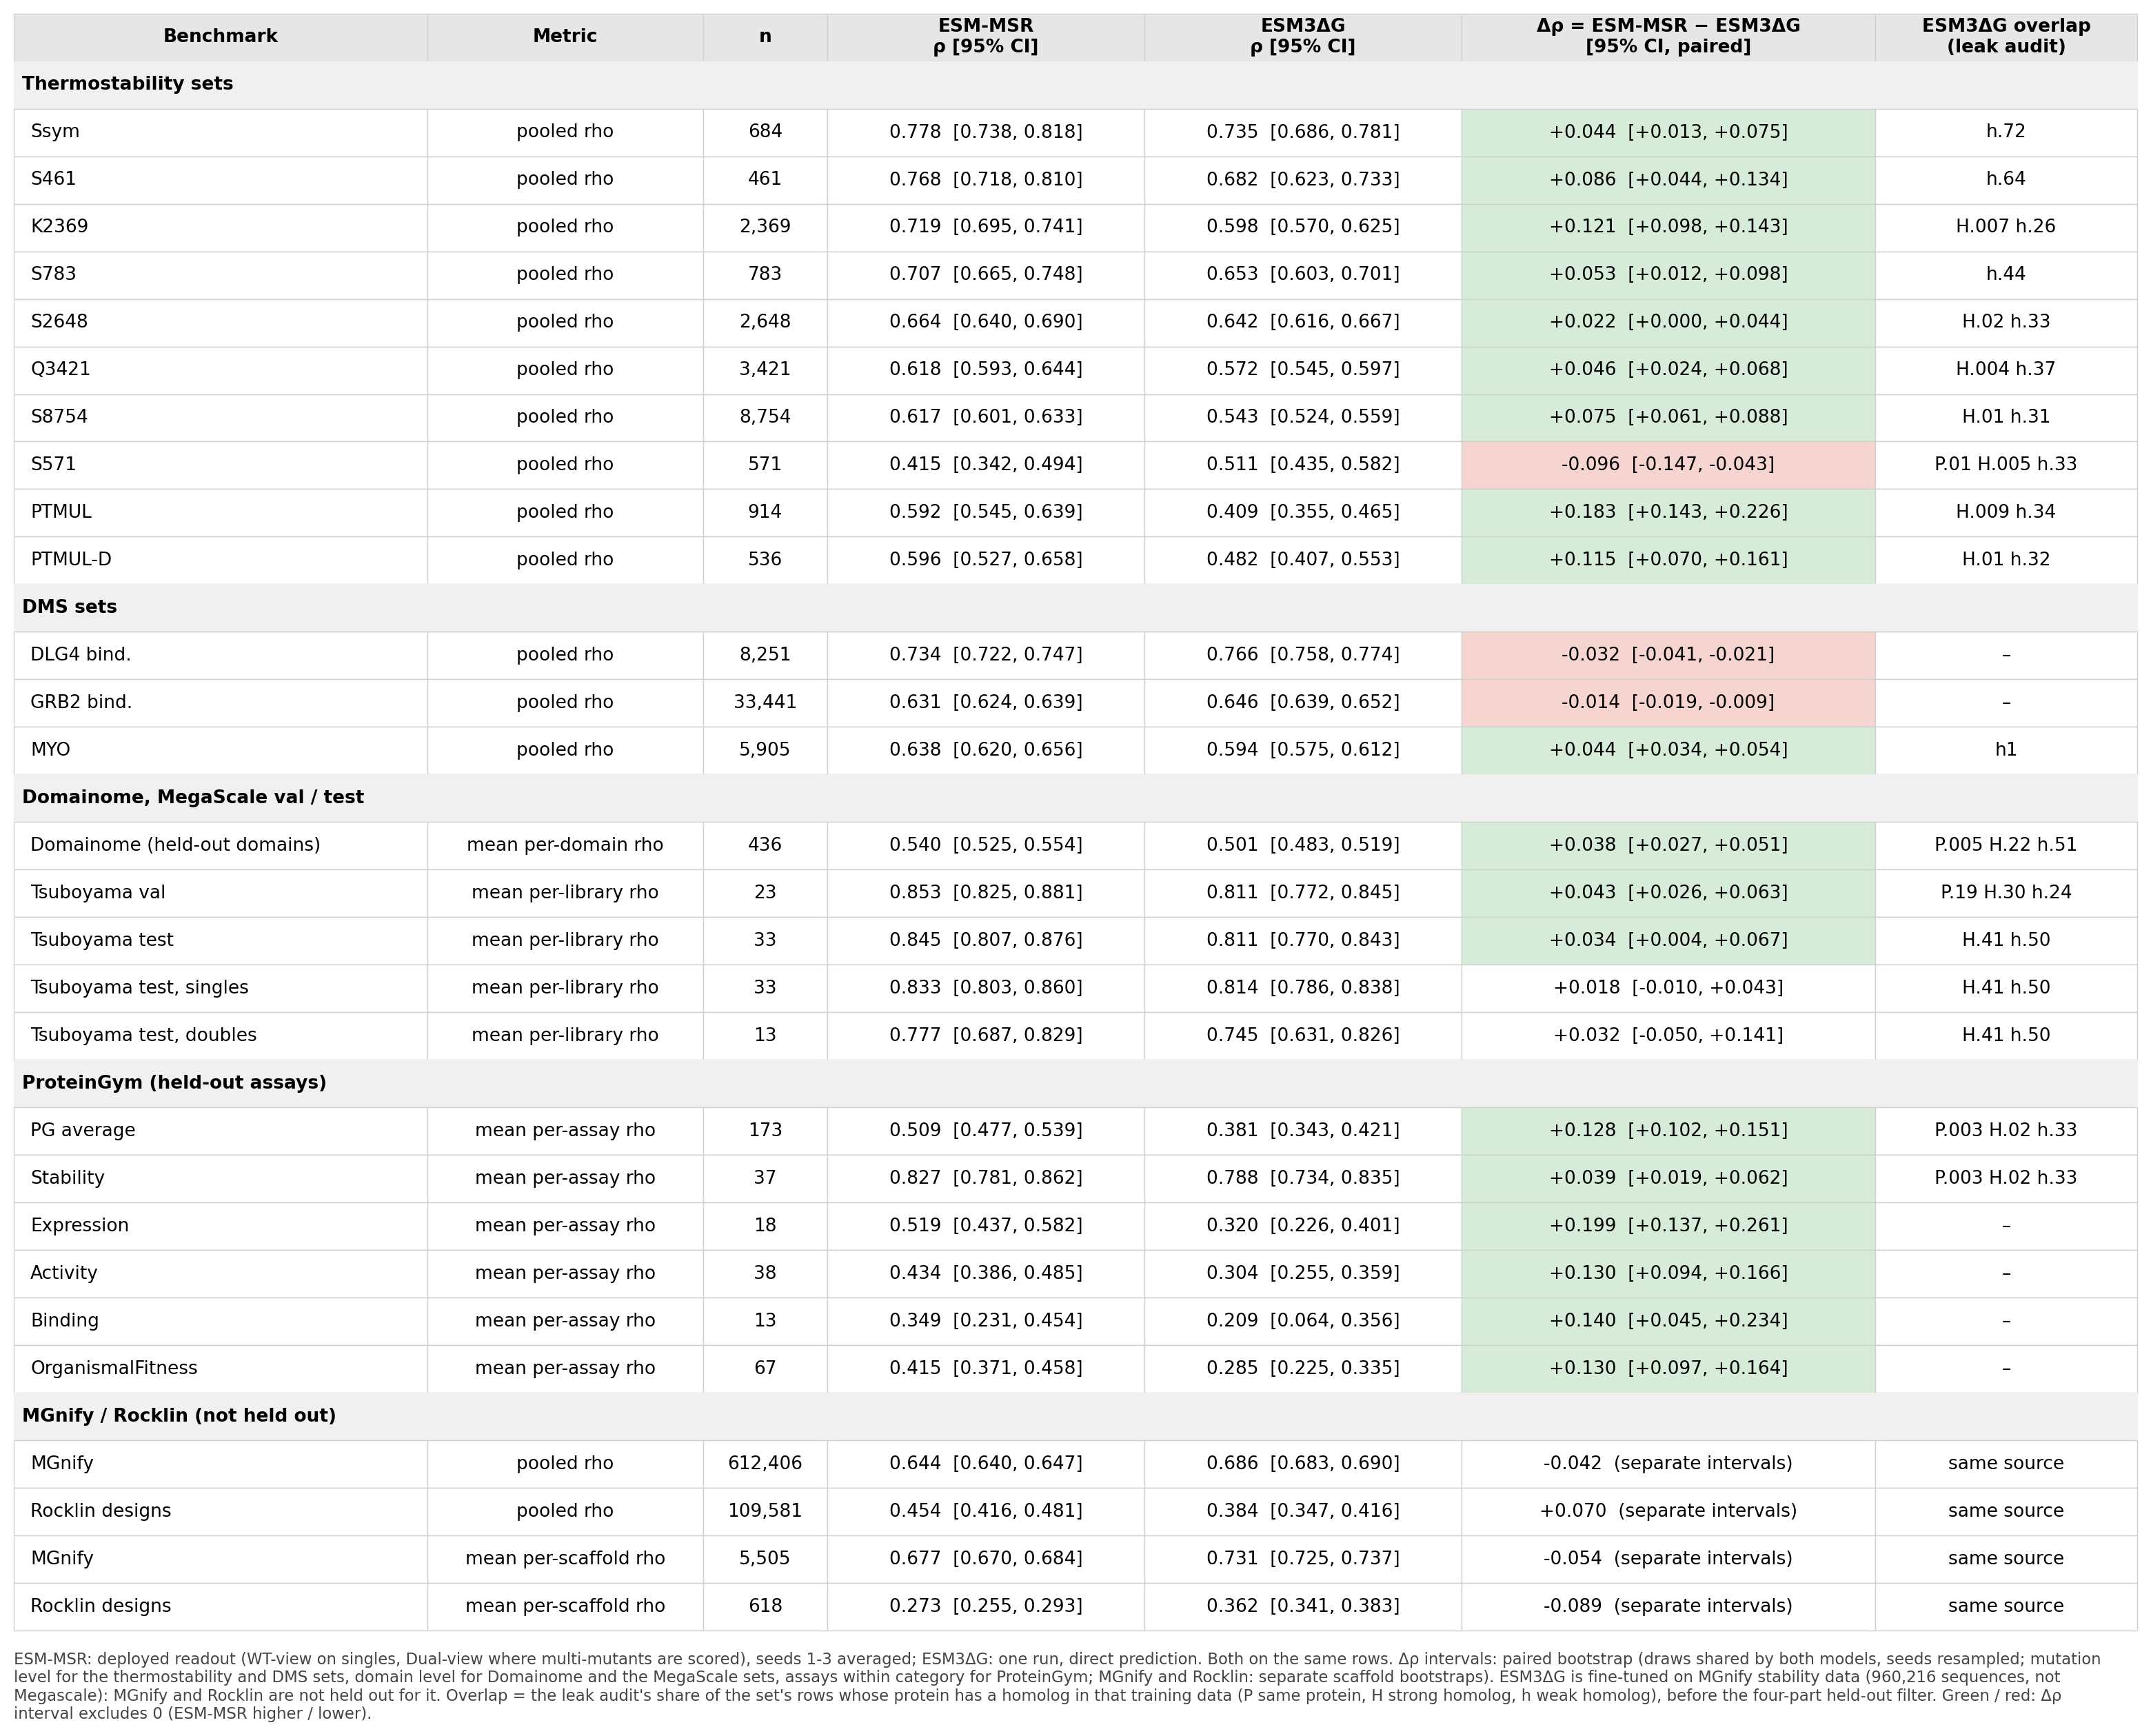 Benchmark Metric n ESM-MSR ρ [95% CI] ESM3ΔG ρ [95% CI] Δρ = ESM-MSR − ESM3ΔG [95% CI, paired] ESM3ΔG overlap (leak audit)
Thermostability sets
Ssym pooled rho 684 0.778 [0.738, 0.818] 0.735 [0.686, 0.781] +0.044 [+0.013, +0.075] h.72
S461 pooled rho 461 0.768 [0.718, 0.810] 0.682 [0.623, 0.733] +0.086 [+0.044, +0.134] h.64
K2369 pooled rho 2,369 0.719 [0.695, 0.741] 0.598 [0.570, 0.625] +0.121 [+0.098, +0.143] H.007 h.26
S783 pooled rho 783 0.707 [0.665, 0.748] 0.653 [0.603, 0.701] +0.053 [+0.012, +0.098] h.44
S2648 pooled rho 2,648 0.664 [0.640, 0.690] 0.642 [0.616, 0.667] +0.022 [+0.000, +0.044] H.02 h.33
Q3421 pooled rho 3,421 0.618 [0.593, 0.644] 0.572 [0.545, 0.597] +0.046 [+0.024, +0.068] H.004 h.37
S8754 pooled rho 8,754 0.617 [0.601, 0.633] 0.543 [0.524, 0.559] +0.075 [+0.061, +0.088] H.01 h.31
S571 pooled rho 571 0.415 [0.342, 0.494] 0.511 [0.435, 0.582] -0.096 [-0.147, -0.043] P.01 H.005 h.33
PTMUL pooled rho 914 0.592 [0.545, 0.639] 0.409 [0.355, 0.465] +0.183 [+0.143, +0.226] H.009 h.34
PTMUL-D pooled rho 536 0.596 [0.527, 0.658] 0.482 [0.407, 0.553] +0.115 [+0.070, +0.161] H.01 h.32
DMS sets
DLG4 bind. pooled rho 8,251 0.734 [0.722, 0.747] 0.766 [0.758, 0.774] -0.032 [-0.041, -0.021] –
GRB2 bind. pooled rho 33,441 0.631 [0.624, 0.639] 0.646 [0.639, 0.652] -0.014 [-0.019, -0.009] –
MYO pooled rho 5,905 0.638 [0.620, 0.656] 0.594 [0.575, 0.612] +0.044 [+0.034, +0.054] h1
Domainome, MegaScale val / test
Domainome (held-out domains) mean per-domain rho 436 0.540 [0.525, 0.554] 0.501 [0.483, 0.519] +0.038 [+0.027, +0.051] P.005 H.22 h.51
Tsuboyama val mean per-library rho 23 0.853 [0.825, 0.881] 0.811 [0.772, 0.845] +0.043 [+0.026, +0.063] P.19 H.30 h.24
Tsuboyama test mean per-library rho 33 0.845 [0.807, 0.876] 0.811 [0.770, 0.843] +0.034 [+0.004, +0.067] H.41 h.50
Tsuboyama test, singles mean per-library rho 33 0.833 [0.803, 0.860] 0.814 [0.786, 0.838] +0.018 [-0.010, +0.043] H.41 h.50
Tsuboyama test, doubles mean per-library rho 13 0.777 [0.687, 0.829] 0.745 [0.631, 0.826] +0.032 [-0.050, +0.141] H.41 h.50
ProteinGym (held-out assays)
PG average mean per-assay rho 173 0.509 [0.477, 0.539] 0.381 [0.343, 0.421] +0.128 [+0.102, +0.151] P.003 H.02 h.33
Stability mean per-assay rho 37 0.827 [0.781, 0.862] 0.788 [0.734, 0.835] +0.039 [+0.019, +0.062] P.003 H.02 h.33
Expression mean per-assay rho 18 0.519 [0.437, 0.582] 0.320 [0.226, 0.401] +0.199 [+0.137, +0.261] –
Activity mean per-assay rho 38 0.434 [0.386, 0.485] 0.304 [0.255, 0.359] +0.130 [+0.094, +0.166] –
Binding mean per-assay rho 13 0.349 [0.231, 0.454] 0.209 [0.064, 0.356] +0.140 [+0.045, +0.234] –
OrganismalFitness mean per-assay rho 67 0.415 [0.371, 0.458] 0.285 [0.225, 0.335] +0.130 [+0.097, +0.164] –
MGnify / Rocklin (not held out)
MGnify pooled rho 612,406 0.644 [0.640, 0.647] 0.686 [0.683, 0.690] -0.042 (separate intervals) same source
Rocklin designs pooled rho 109,581 0.454 [0.416, 0.481] 0.384 [0.347, 0.416] +0.070 (separate intervals) same source
MGnify mean per-scaffold rho 5,505 0.677 [0.670, 0.684] 0.731 [0.725, 0.737] -0.054 (separate intervals) same source
Rocklin designs mean per-scaffold rho 618 0.273 [0.255, 0.293] 0.362 [0.341, 0.383] -0.089 (separate intervals) same source
ESM-MSR: deployed readout (WT-view on singles, Dual-view where multi-mutants are scored), seeds 1-3 averaged; ESM3ΔG: one run, direct prediction. Both on the same rows. Δρ intervals: paired bootstrap (draws shared by both models, seeds resampled; mutation
level for the thermostability and DMS sets, domain level for Domainome and the MegaScale sets, assays within category for ProteinGym; MGnify and Rocklin: separate scaffold bootstraps). ESM3ΔG is fine-tuned on MGnify stability data (960,216 sequences, not
Megascale): MGnify and Rocklin are not held out for it. Overlap = the leak audit's share of the set's rows whose protein has a homolog in that training data (P same protein, H strong homolog, h weak homolog), before the four-part held-out filter. Green / red: Δρ
interval excludes 0 (ESM-MSR higher / lower).